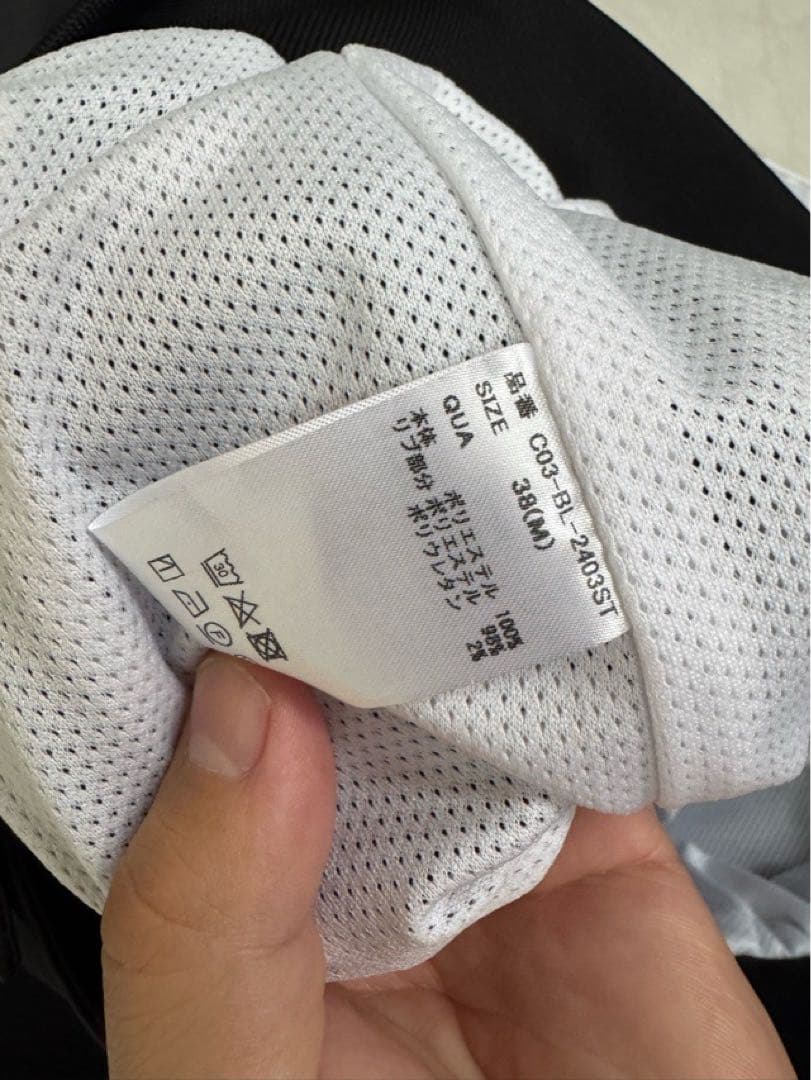 品番 C03-BL-2403ST
SIZE 38(M)
QUA
本体 ポリエステル 100%
リブ部分 ポリエステル 98%
ポリウレタン 2%
30
F